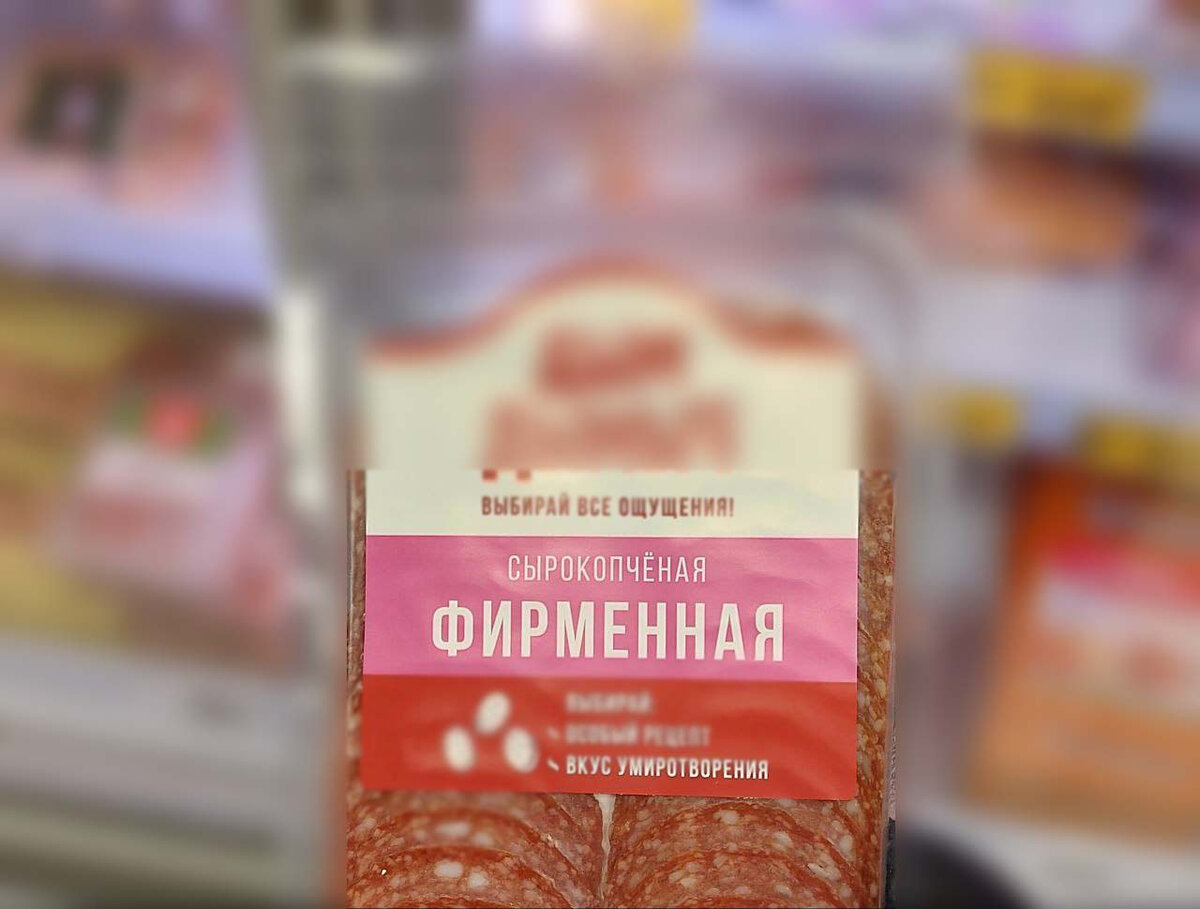 ВЫБИРАЙ ВСЕ ОЩУЩЕНИЯ!
СЫРОКОПЧЁНАЯ
ФИРМЕННАЯ
ВЫБИРАЙ
ОСОБЫЙ РЕЦЕПТ
ВКУС УМИРОТВОРЕНИЯ